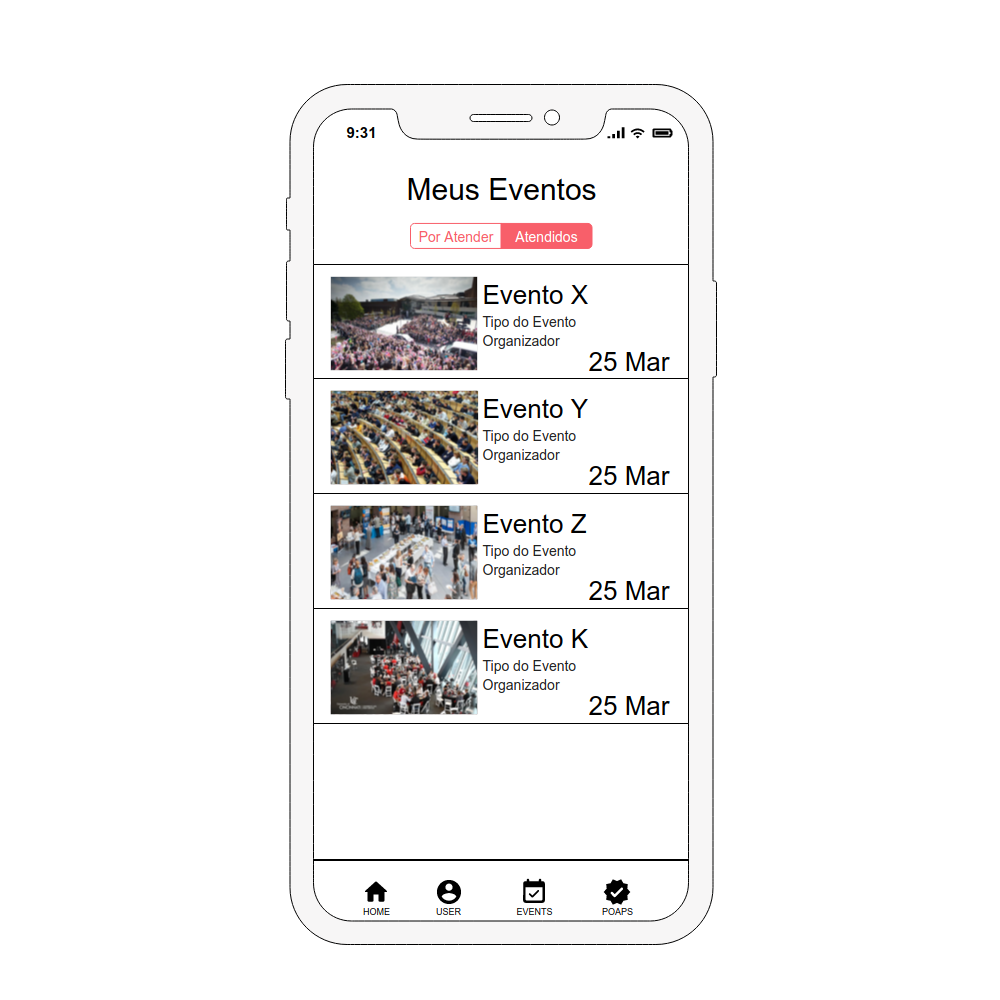 9:31
Meus Eventos
Por Atender Atendidos
Evento X
Tipo do Evento
Organizador
25 Mar
Evento Y
Tipo do Evento
Organizador
25 Mar
Evento Z
Tipo do Evento
Organizador
25 Mar
Evento K
Tipo do Evento
Organizador
25 Mar
HOME USER EVENTS POAPS